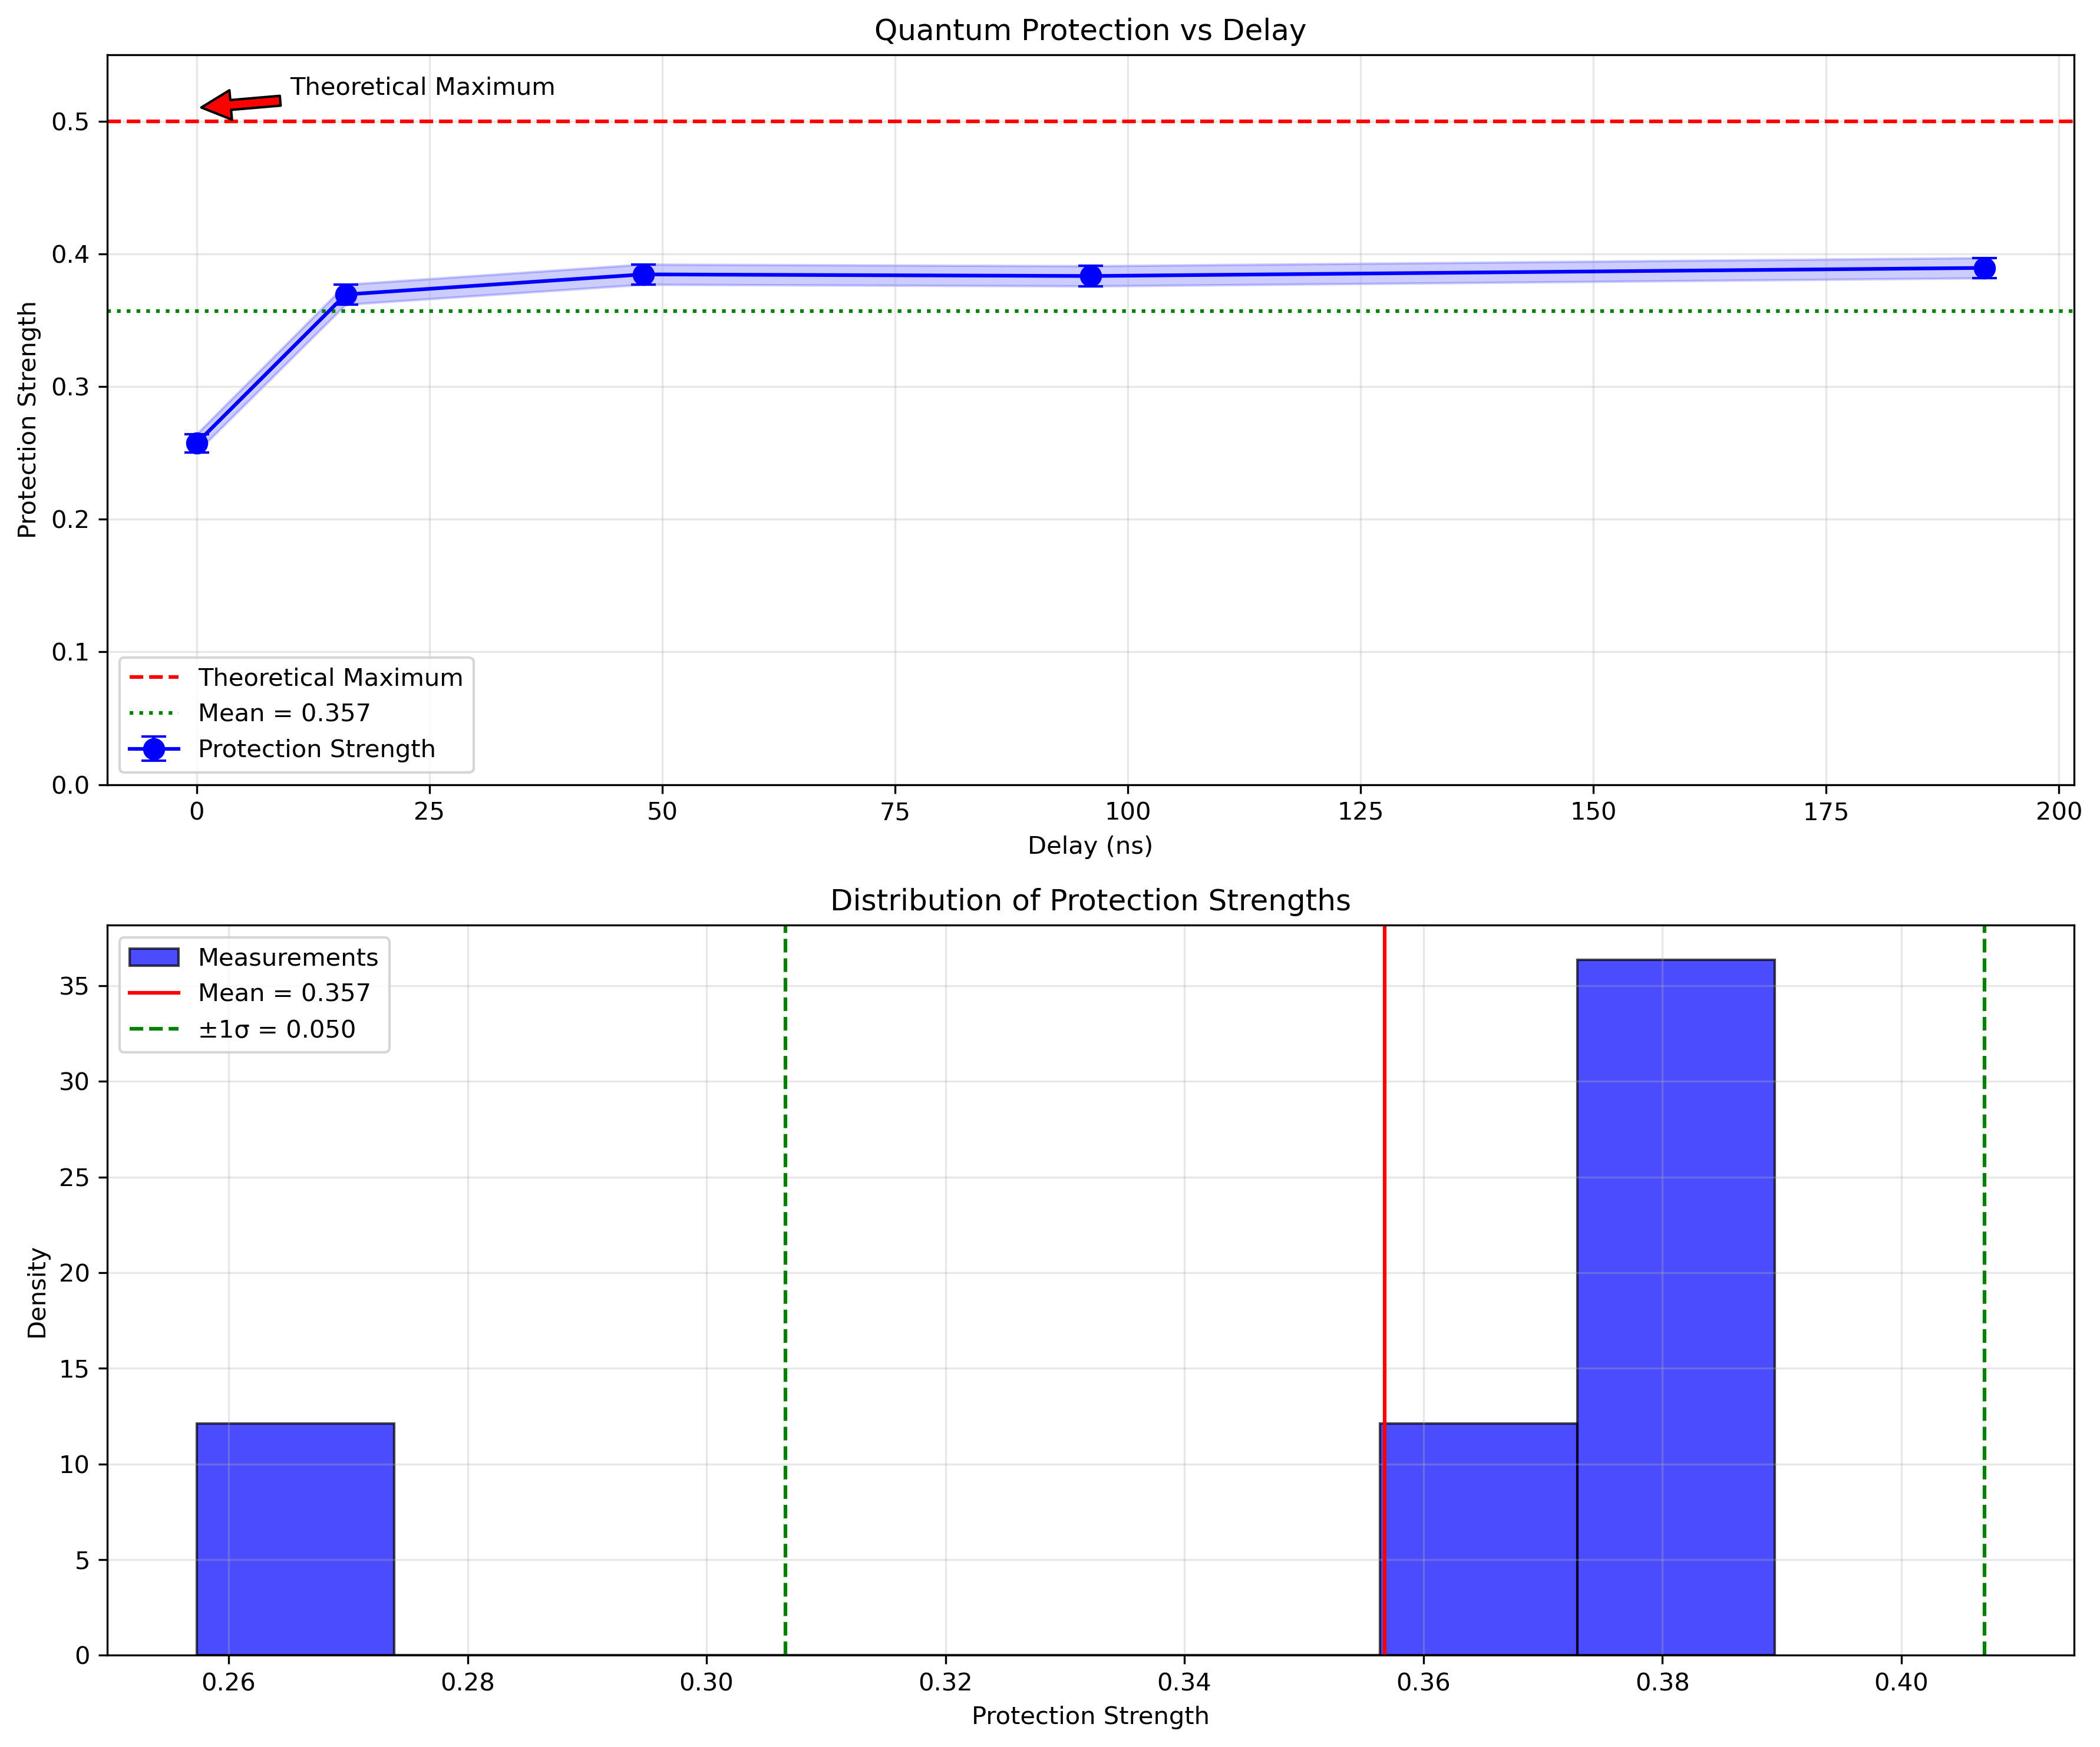 Quantum Protection vs Delay
Theoretical Maximum
0.5
0.4
0.3
0.2
0.1
0.0
Protection Strength
Theoretical Maximum
Mean = 0.357
Protection Strength
0 25 50 75 100 125 150 175 200
Delay (ns)
Distribution of Protection Strengths
Measurements
Mean = 0.357
±1σ = 0.050
35
30
25
20
15
10
5
0
Density
0.26 0.28 0.30 0.32 0.34 0.36 0.38 0.40
Protection Strength